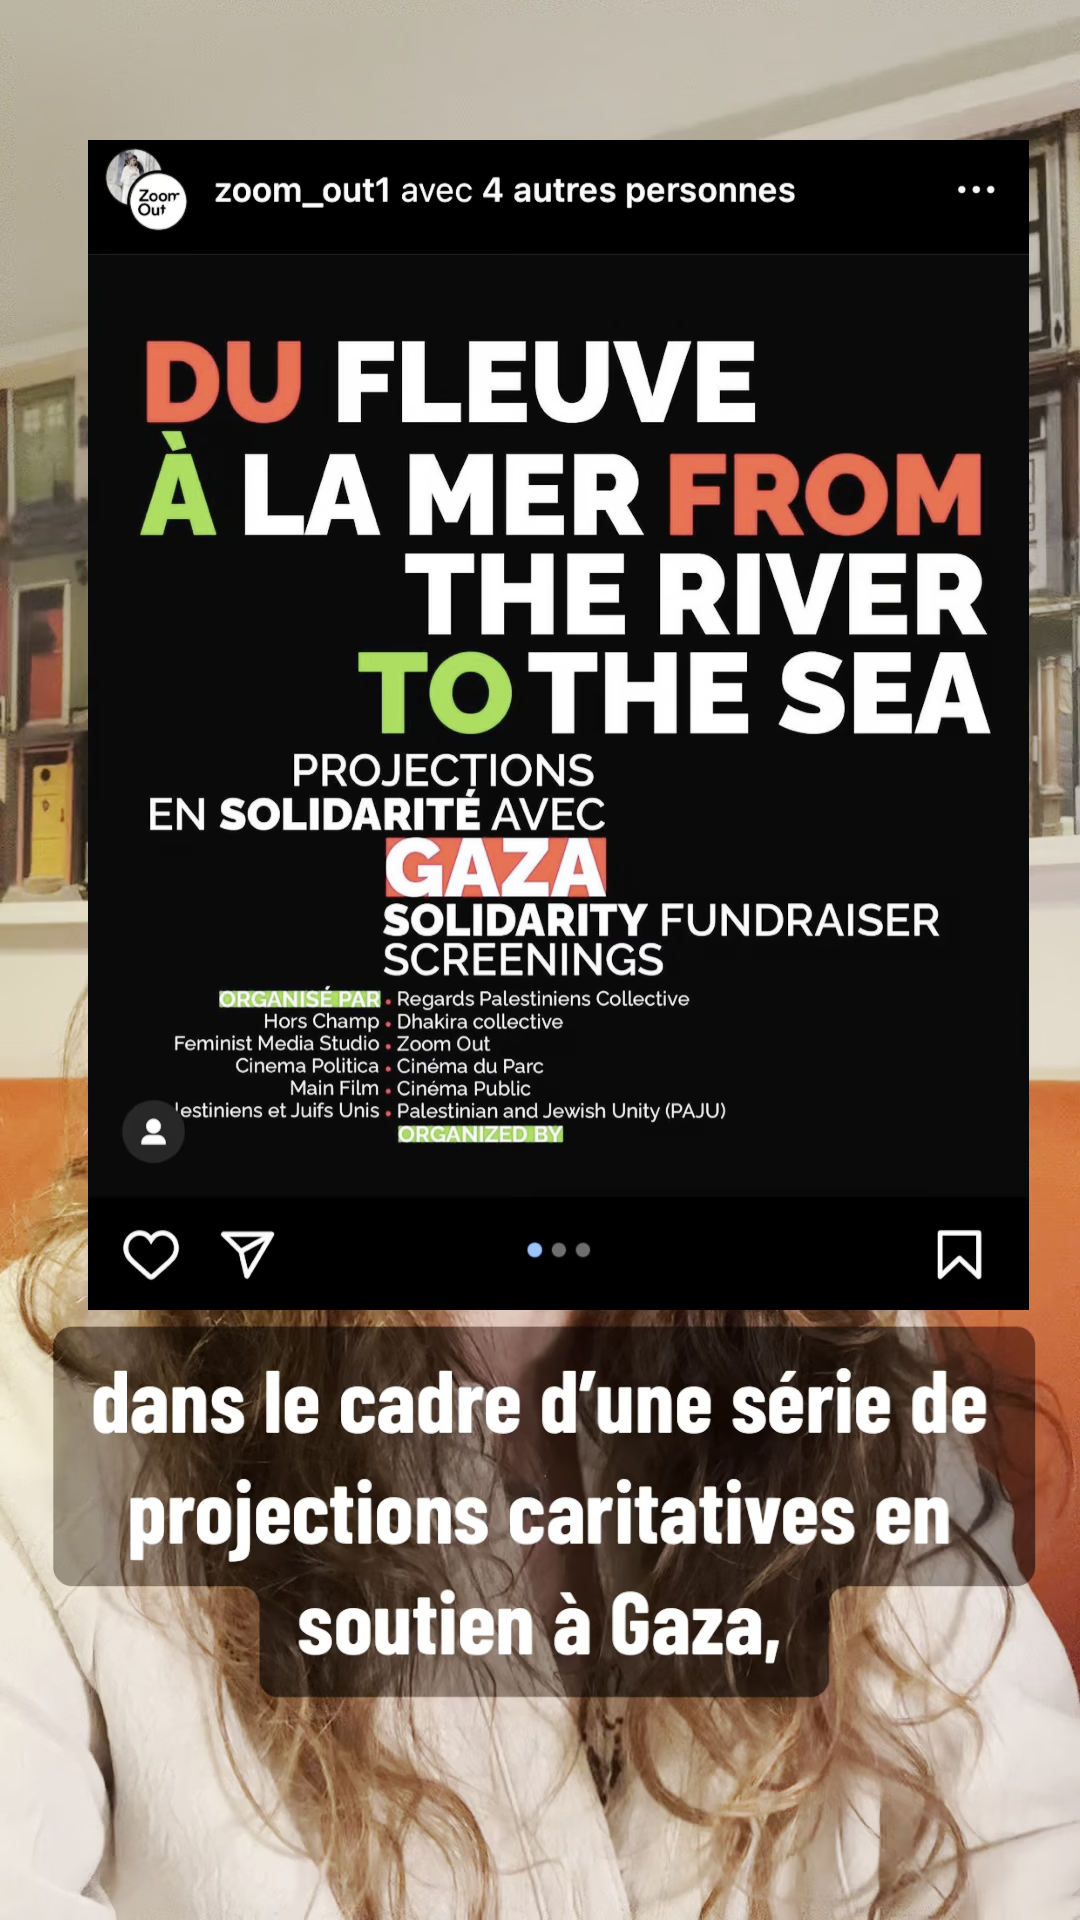 Zoom
Out
zoom_out1 avec 4 autres personnes
DU FLEUVE
À LA MER FROM
THE RIVER
TO THE SEA
PROJECTIONS
EN SOLIDARITÉ AVEC
GAZA
SOLIDARITY FUNDRAISER
SCREENINGS
ORGANISÉ PAR • Regards Palestiniens Collective
Hors Champ • Dhakira collective
Feminist Media Studio • Zoom Out
Cinema Politica • Cinéma du Parc
Main Film • Cinéma Public
lestiniens et Juifs Unis • Palestinian and Jewish Unity (PAJU)
ORGANIZED BY
dans le cadre d’une série de
projections caritatives en
soutien à Gaza,